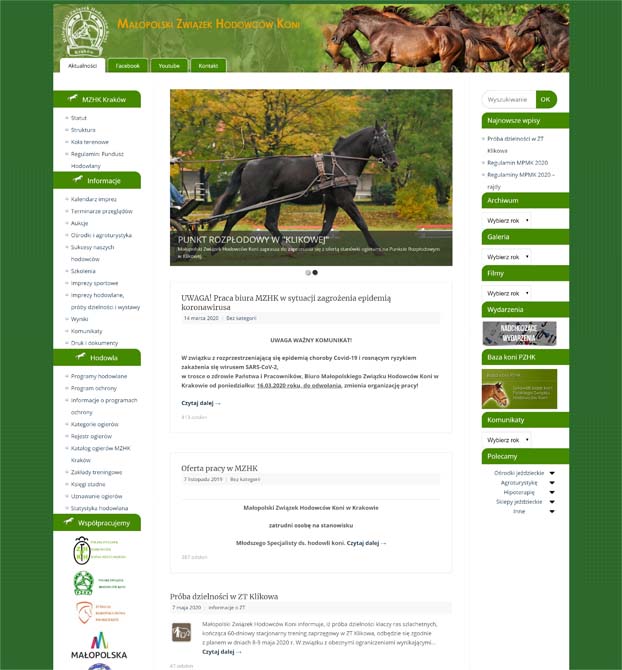 Małopolski Związek Hodowców Koni
Aktualności
Facebook
Youtube
Kontakt
MZHK Kraków
Statut
Struktura
Koła terenowe
Regulamin: Fundusz
Hodowlany
Informacje
Kalendarz imprez
Terminarze przeglądów
Aukcje
Ośrodki i agroturystyka
Sukcesy naszych
hodowców
Szkolenia
Imprezy sportowe
Imprezy hodowlane,
próby dzielności i wystawy
Wyniki
Komunikaty
Druk i dokumenty
Hodowla
Programy hodowlane
Program ochrony
Informacje o programach
ochrony
Kategorie ogierów
Rejestr ogierów
Katalog ogierów MZHK
Kraków
Zakłady treningowe
Księgi stadne
Uznawanie ogierów
Statystyka hodowlana
Współpracujemy
MAŁOPOLSKA
PUNKT ROZPŁODOWY W "KLIKOWEJ"
Małopolski Związek Hodowców Koni zaprasza do zapoznania się z ofertą stanówki ogierami na Punkcie Rozpłodowym
w Klikowej.
UWAGA! Praca biura MZHK w sytuacji zagrożenia epidemią
koronawirusa
14 marca 2020 | Bez kategorii
UWAGA WAŻNY KOMUNIKAT!
W związku z rozprzestrzeniającą się epidemią choroby Covid-19 i rosnącym ryzykiem
zakażenia się wirusem SARS-CoV-2,
w trosce o zdrowie Państwa i Pracowników, Biuro Małopolskiego Związku Hodowców Koni w
Krakowie od poniedziałku: 16.03.2020 roku, do odwołania, zmienia organizację pracy!
Czytaj dalej →
Oferta pracy w MZHK
7 listopada 2019 | Bez kategorii
Małopolski Związek Hodowców Koni w Krakowie
zatrudni osobę na stanowisku
Młodszego Specjalisty ds. hodowli koni. Czytaj dalej →
387 odsłon
Próba dzielności w ZT Klikowa
7 maja 2020 | informacje o ZT
Małopolski Związek Hodowców Koni informuje, iż próba dzielności klaczy ras szlachetnych,
kończąca 60-dniowy stacjonarny trening zaprzęgowy w ZT Klikowa, odbędzie się zgodnie
z planem w dniach 8-9 maja 2020 r. W związku z obecnymi ograniczeniami wynikającymi...
Czytaj dalej →
47 odsłon
Wyszukiwanie
OK
Najnowsze wpisy
Próba dzielności w ZT
Klikowa
Regulamin MPMK 2020
Regulaminy MPMK 2020 –
rajdy
Archiwum
Wybierz rok
Galeria
Wybierz rok
Filmy
Wybierz rok
Wydarzenia
NADCHODZĄCE
WYDARZENIA
Baza koni PZHK
Baza koni PZHK
Komunikaty
Wybierz rok
Polecamy
Ośrodki jeździeckie
Agroturystykę
Hipoterapię
Sklepy jeździeckie
Inne